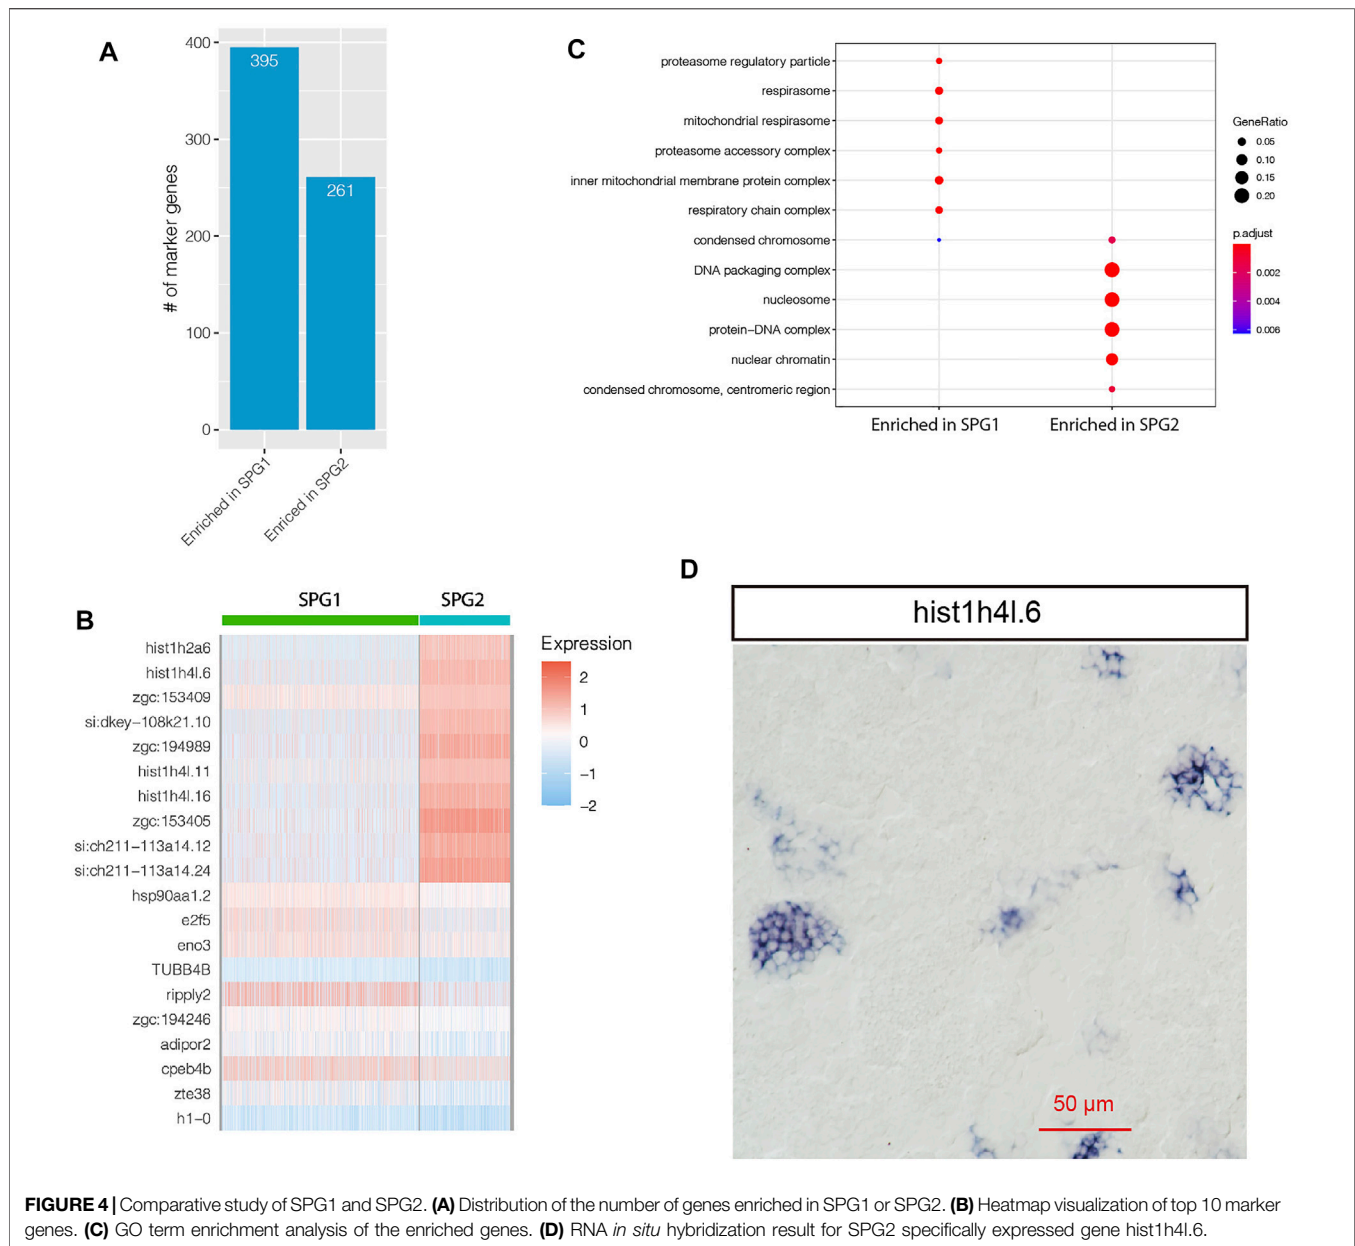 A
# of marker genes
400
300
200
100
0
395
261
Enriched in SPG1
Enriced in SPG2
C
proteasome regulatory particle
respirasome
mitochondrial respirasome
proteasome accessory complex
inner mitochondrial membrane protein complex
respiratory chain complex
condensed chromosome
DNA packaging complex
nucleosome
protein-DNA complex
nuclear chromatin
condensed chromosome, centromeric region
Enriched in SPG1
Enriched in SPG2
GeneRatio
0.05
0.10
0.15
0.20
p.adjust
0.002
0.004
0.006
B
SPG1
SPG2
hist1h2a6
hist1h4l.6
zgc:153409
si:dkey-108k21.10
zgc:194989
hist1h4l.11
hist1h4l.16
zgc:153405
si:ch211-113a14.12
si:ch211-113a14.24
hsp90aa1.2
e2f5
eno3
TUBB4B
ripply2
zgc:194246
adipor2
cpeb4b
zte38
h1-0
Expression
2
1
0
-1
-2
D
hist1h4l.6
50 µm
FIGURE 4 | Comparative study of SPG1 and SPG2. (A) Distribution of the number of genes enriched in SPG1 or SPG2. (B) Heatmap visualization of top 10 marker
genes. (C) GO term enrichment analysis of the enriched genes. (D) RNA in situ hybridization result for SPG2 specifically expressed gene hist1h4l.6.